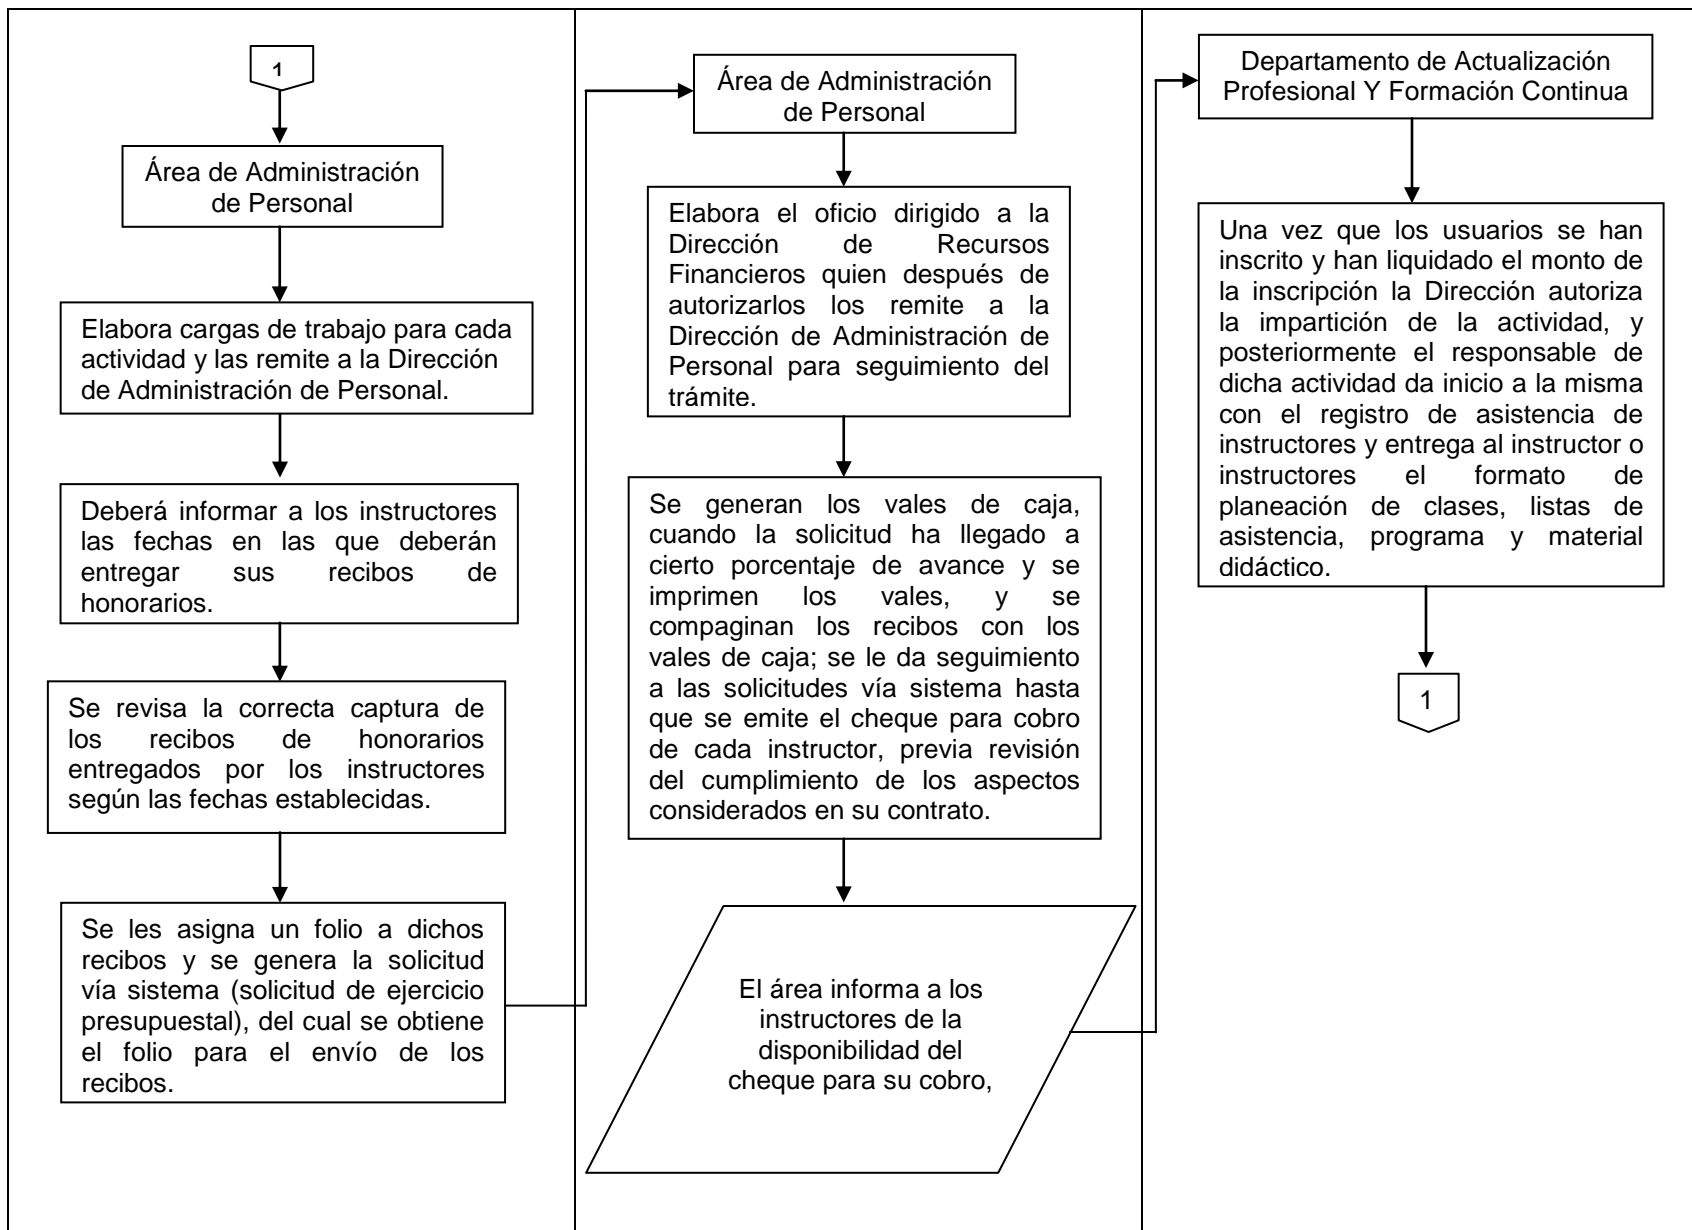 1
Área de Administración
de Personal
Elabora cargas de trabajo para cada
actividad y las remite a la Dirección
de Administración de Personal.
Deberá informar a los instructores
las fechas en las que deberán
entregar sus recibos de
honorarios.
Se revisa la correcta captura de
los recibos de honorarios
entregados por los instructores
según las fechas establecidas.
Se les asigna un folio a dichos
recibos y se genera la solicitud
vía sistema (solicitud de ejercicio
presupuestal), del cual se obtiene
el folio para el envío de los
recibos.
Área de Administración
de Personal
Elabora el oficio dirigido a la
Dirección de Recursos
Financieros quien después de
autorizarlos los remite a la
Dirección de Administración de
Personal para seguimiento del
trámite.
Se generan los vales de caja,
cuando la solicitud ha llegado a
cierto porcentaje de avance y se
imprimen los vales, y se
compaginan los recibos con los
vales de caja; se le da seguimiento
a las solicitudes vía sistema hasta
que se emite el cheque para cobro
de cada instructor, previa revisión
del cumplimiento de los aspectos
considerados en su contrato.
El área informa a los
instructores de la
disponibilidad del
cheque para su cobro,
Departamento de Actualización
Profesional Y Formación Continua
Una vez que los usuarios se han
inscrito y han liquidado el monto de
la inscripción la Dirección autoriza
la impartición de la actividad, y
posteriormente el responsable de
dicha actividad da inicio a la misma
con el registro de asistencia de
instructores y entrega al instructor o
instructores el formato de
planeación de clases, listas de
asistencia, programa y material
didáctico.
1